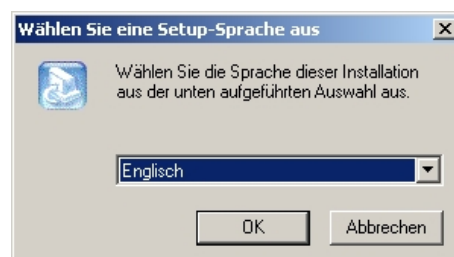 Wählen Sie eine Setup-Sprache aus
Wählen Sie die Sprache dieser Installation
aus der unten aufgeführten Auswahl aus.
Englisch
OK
Abbrechen